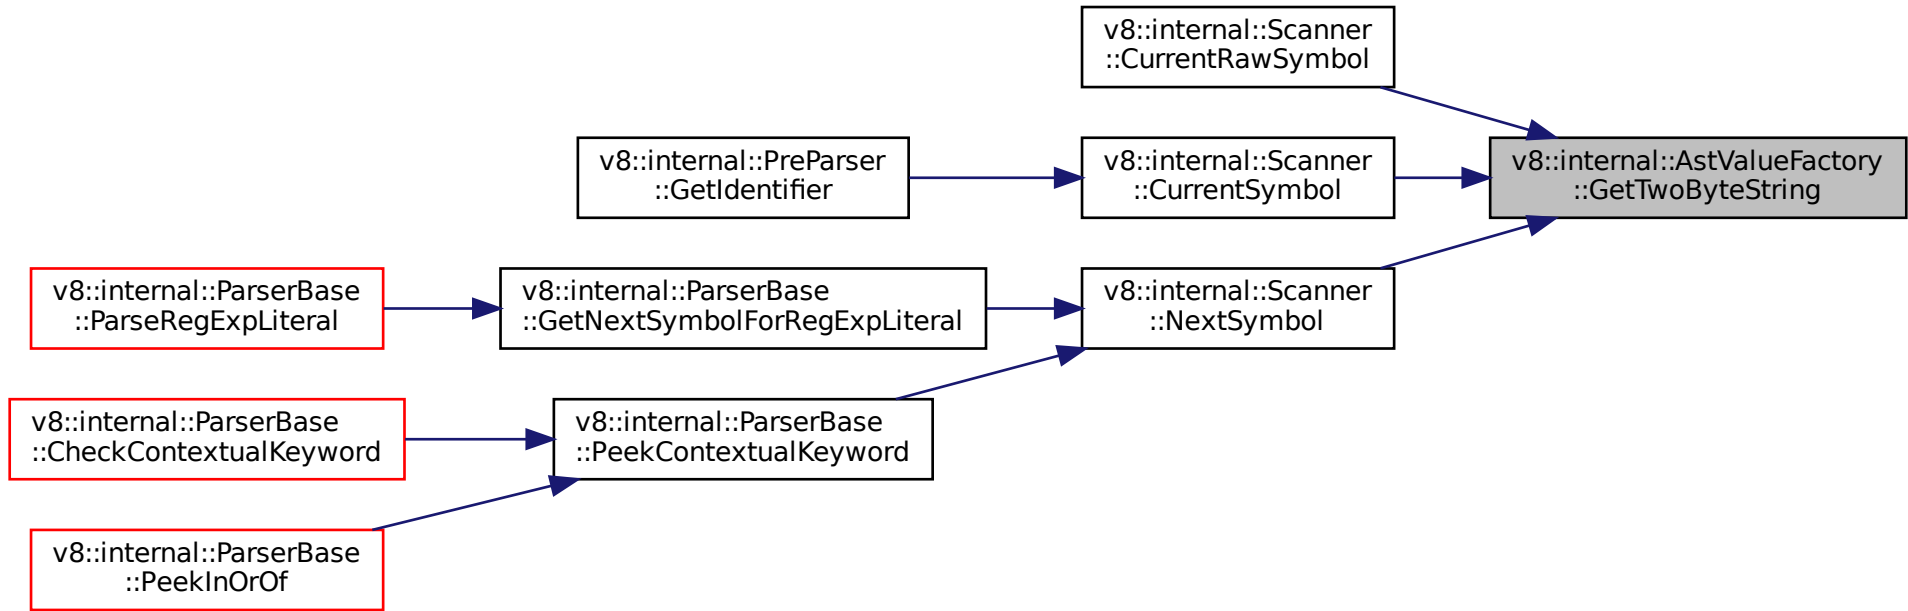 v8::internal::Scanner
::CurrentRawSymbol
v8::internal::PreParser
::GetIdentifier
v8::internal::Scanner
::CurrentSymbol
v8::internal::AstValueFactory
::GetTwoByteString
v8::internal::ParserBase
::ParseRegExpLiteral
v8::internal::ParserBase
::GetNextSymbolForRegExpLiteral
v8::internal::Scanner
::NextSymbol
v8::internal::ParserBase
::CheckContextualKeyword
v8::internal::ParserBase
::PeekContextualKeyword
v8::internal::ParserBase
::PeekInOrOf